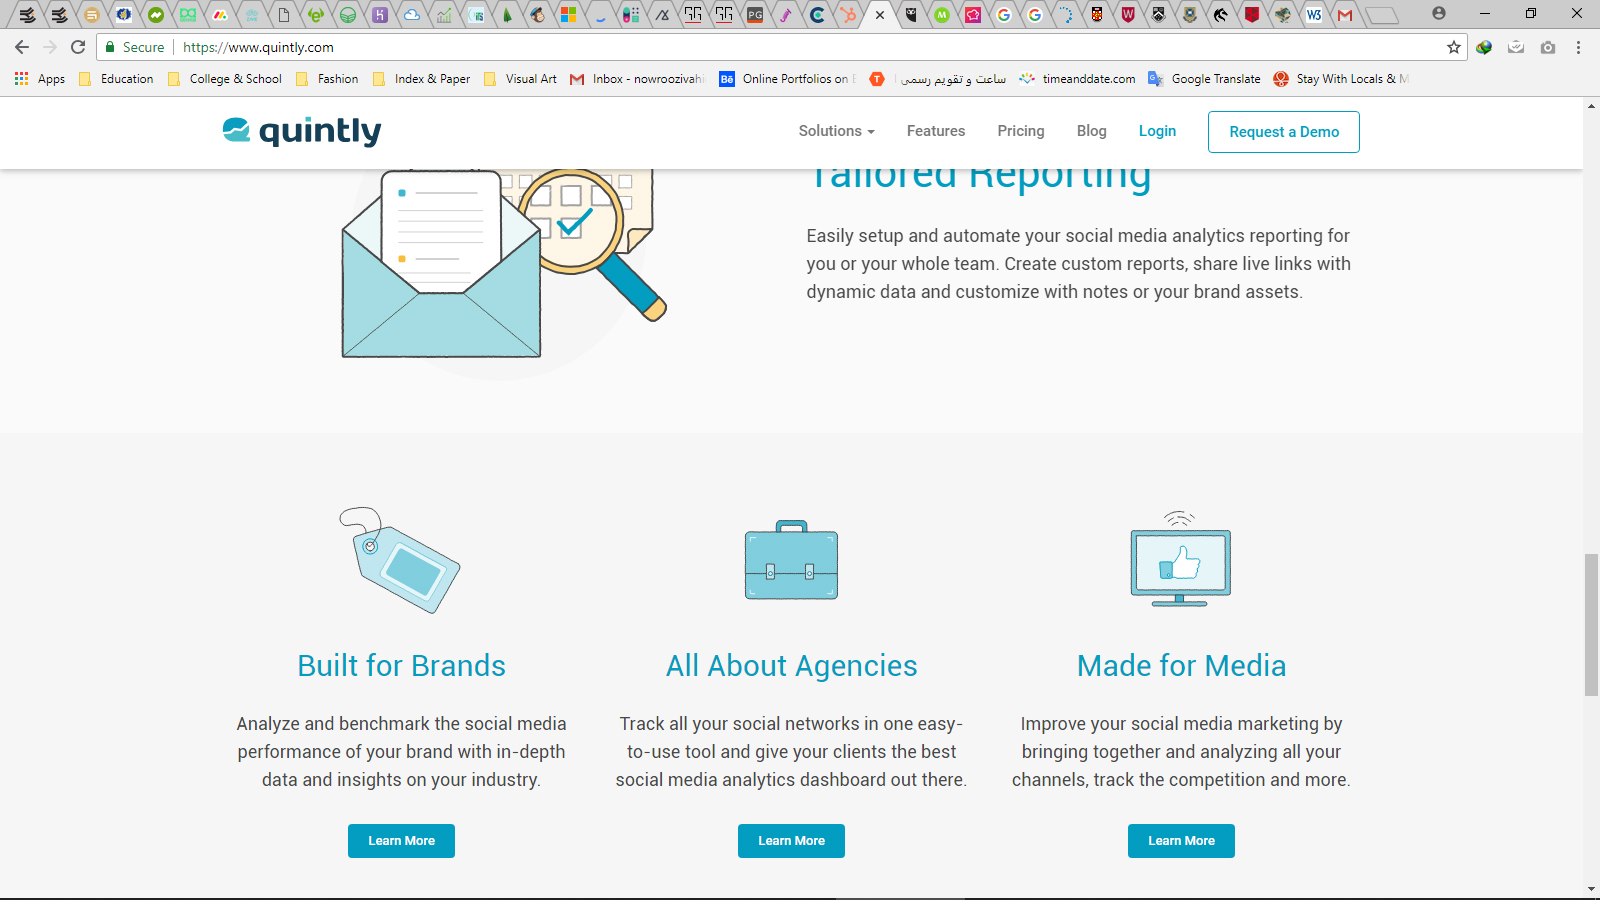 Secure
https://www.quintly.com
Apps
Education
College & School
Fashion
Index & Paper
Visual Art
Inbox - nowroozivahi
Bē
Online Portfolios on
T
ساعت و تقویم رسمی
timeanddate.com
Google Translate
Stay With Locals & M
quintly
Solutions
Features
Pricing
Blog
Login
Request a Demo
Tailored Reporting
Easily setup and automate your social media analytics reporting for
you or your whole team. Create custom reports, share live links with
dynamic data and customize with notes or your brand assets.
Built for Brands
All About Agencies
Made for Media
Analyze and benchmark the social media
performance of your brand with in-depth
data and insights on your industry.
Track all your social networks in one easy-
to-use tool and give your clients the best
social media analytics dashboard out there.
Improve your social media marketing by
bringing together and analyzing all your
channels, track the competition and more.
Learn More
Learn More
Learn More